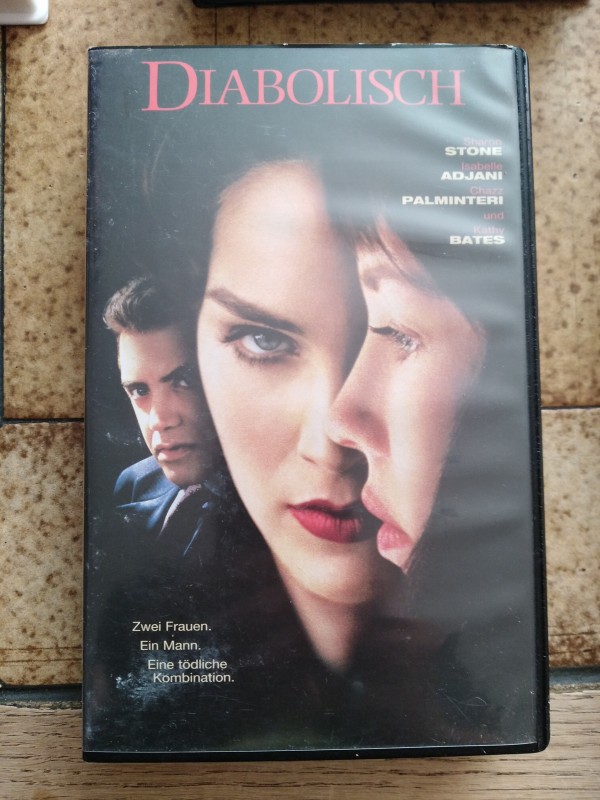 DIABOLISCH
Sharon
STONE
Isabelle
ADJANI
Chazz
PALMINTERI
und
Kathy
BATES
Zwei Frauen.
Ein Mann.
Eine tödliche
Kombination.